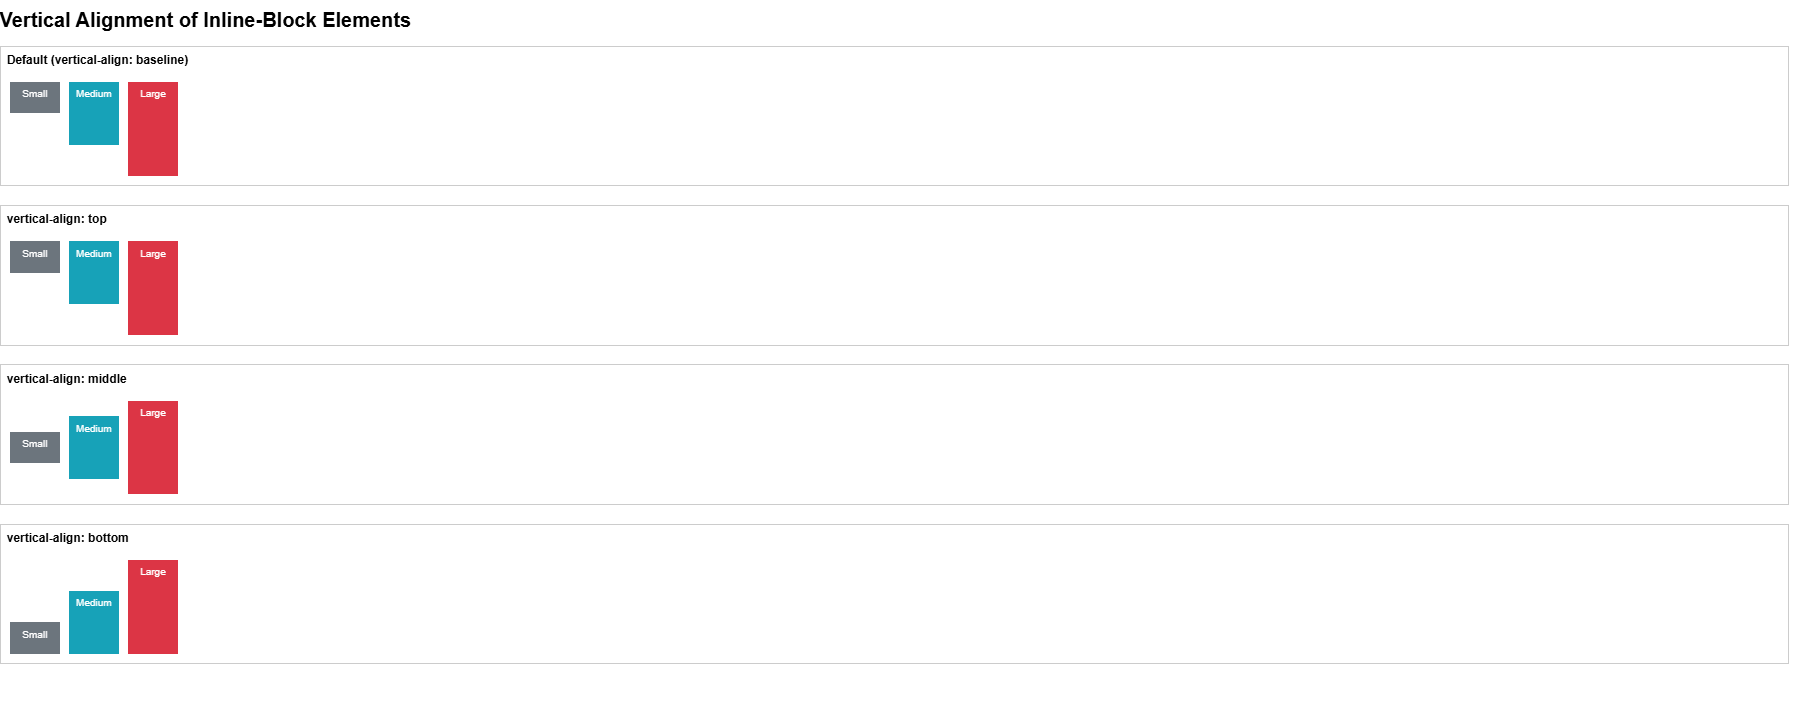 Vertical Alignment of Inline-Block Elements
Default (vertical-align: baseline)
Small Medium Large
vertical-align: top
Small Medium Large
vertical-align: middle
Large
Medium
Small
vertical-align: bottom
Large
Medium
Small